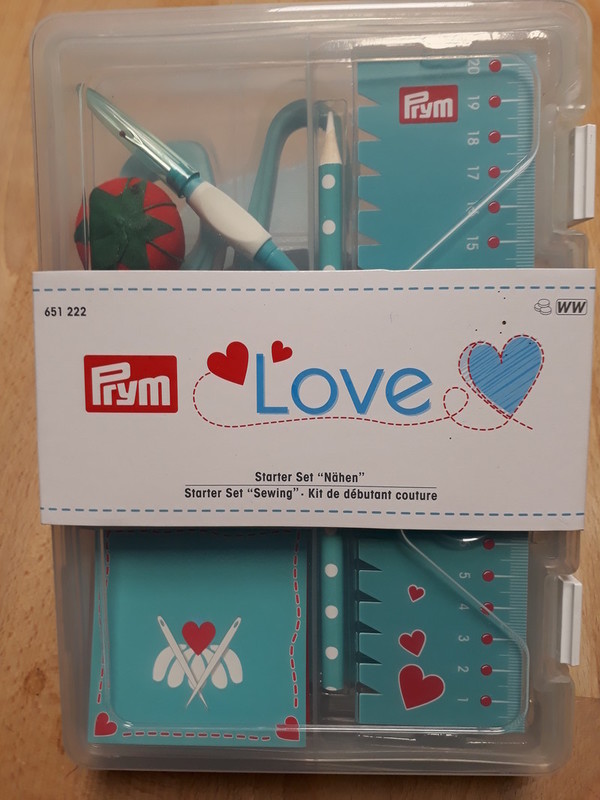 20
Prym
19
18
17
15
651 222
WW
Prym
Love
Starter Set "Nähen"
Starter Set "Sewing" · Kit de débutant couture
5
4
3
2
1